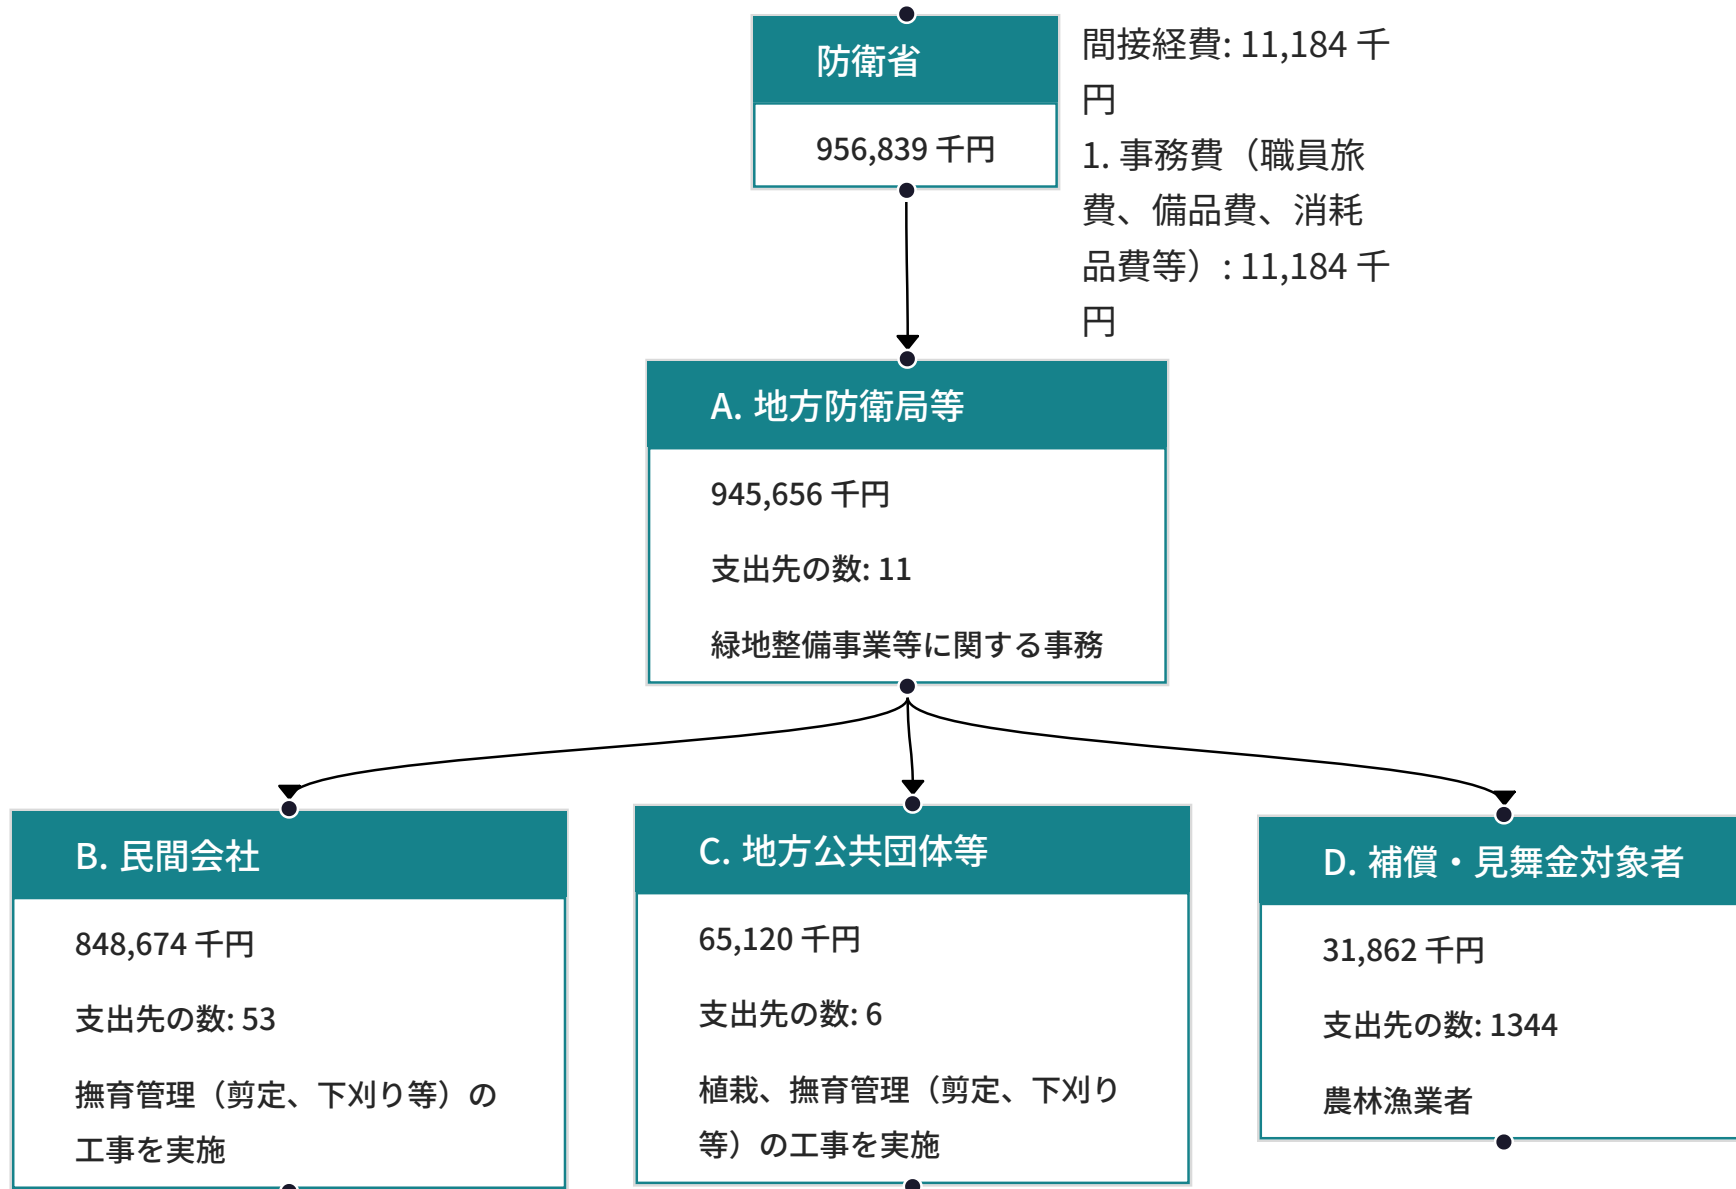 防衛省
956,839 千円
間接経費: 11,184 千
円
1. 事務費（職員旅
費、備品費、消耗
品費等）: 11,184 千
円
A. 地方防衛局等
945,656 千円
支出先の数: 11
緑地整備事業等に関する事務
B. 民間会社
848,674 千円
支出先の数: 53
撫育管理（剪定、下刈り等）の
工事を実施
C. 地方公共団体等
65,120 千円
支出先の数: 6
植栽、撫育管理（剪定、下刈り
等）の工事を実施
D. 補償・見舞金対象者
31,862 千円
支出先の数: 1344
農林漁業者